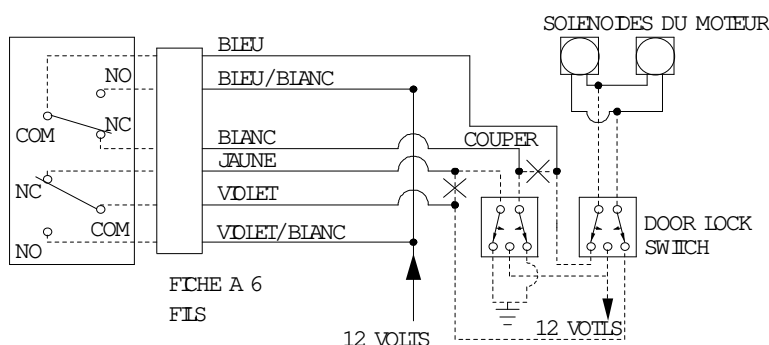 SOLENOIDES DU MOTEUR
BLEU
NO
BLEU/BLANC
COM
NC
BLANC
COUPER
JAUNE
NC
VIOLET
COM
DOOR LOCK
SWITCH
NO
VIOLET/BLANC
FICHE A 6
FILS
12 VOLTS
12 VOTLS